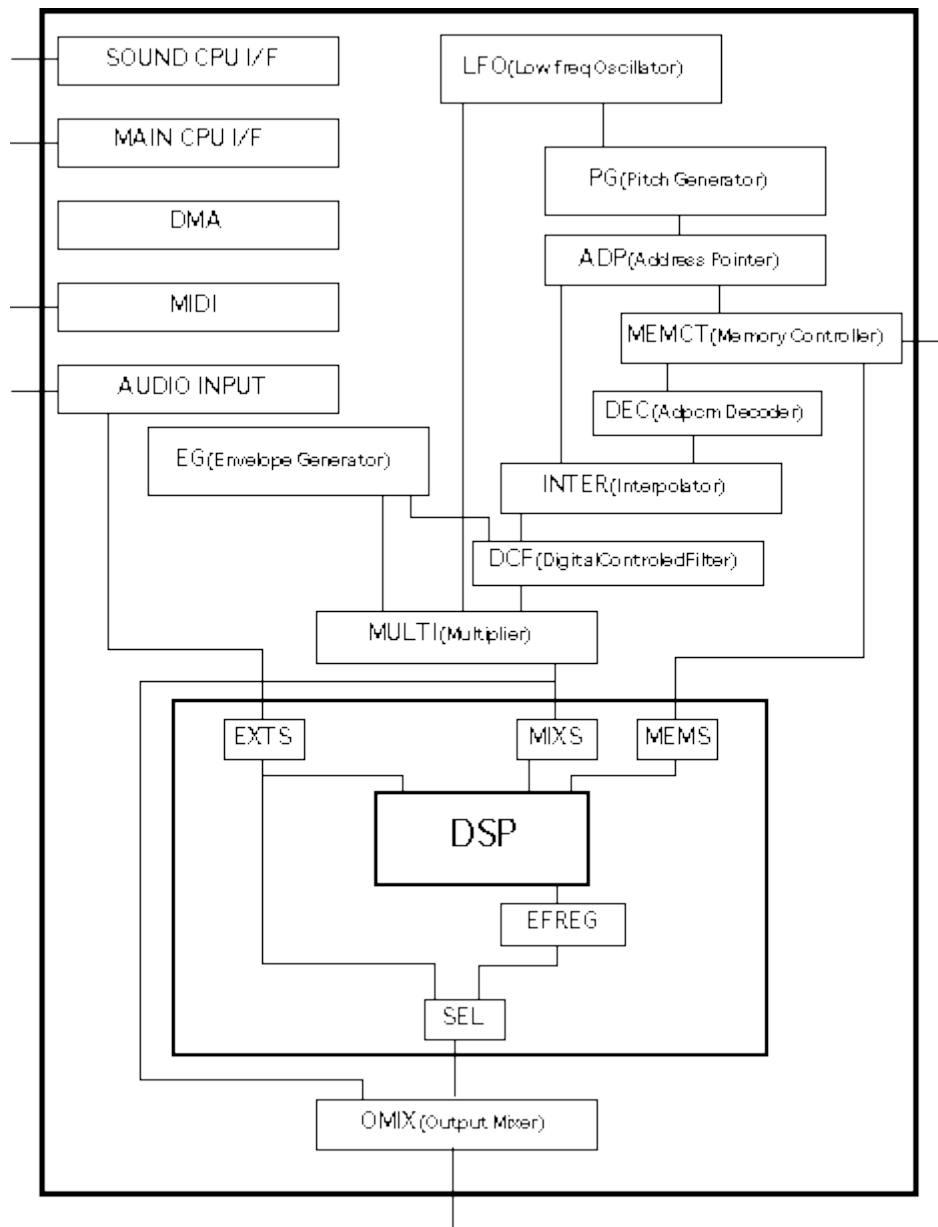 SOUND CPU I/F
LFO(Low freq Oscillator)
MAIN CPU I/F
PG(Pitch Generator)
DMA
ADP(Address Pointer)
MIDI
MEMCT(Memory Controller)
AUDIO INPUT
DEC(Adpcm Decoder)
EG(Envelope Generator)
INTER(Interpolator)
DCF(DigitalControledFilter)
MULTI(Multiplier)
EXTS
MIXS
MEMS
DSP
EFREG
SEL
OMIX(Output Mixer)